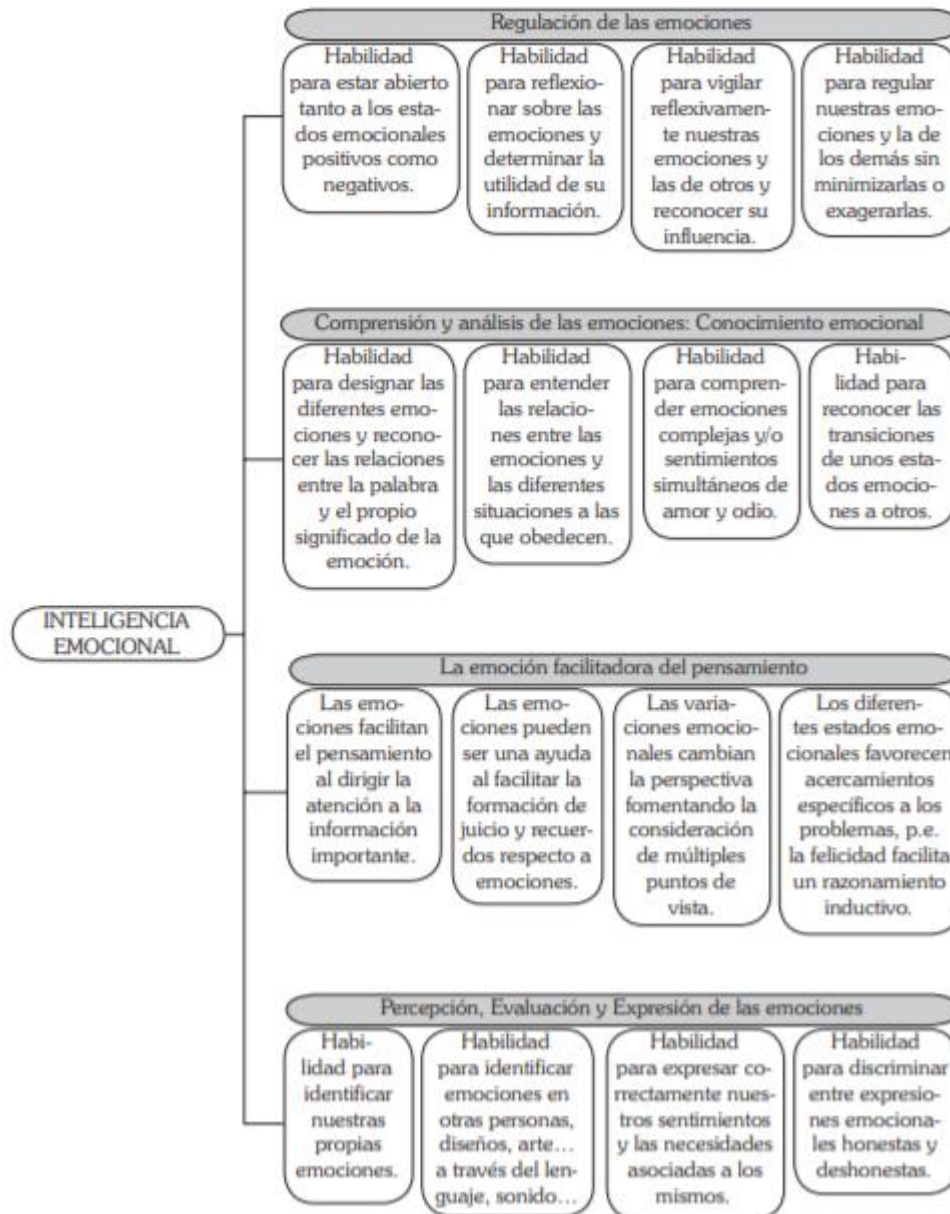 Regulación de las emociones
Habilidad
para estar abierto
tanto a los esta-
dos emocionales
positivos como
negativos.
Habilidad
para reflexio-
nar sobre las
emociones y
determinar la
utilidad de su
información.
Habilidad
para vigilar
reflexivamen-
te nuestras
emociones y
las de otros y
reconocer su
influencia.
Habilidad
para regular
nuestras emo-
ciones y la de
los demás sin
minimizarlas o
exagerarlas.
Comprensión y análisis de las emociones: Conocimiento emocional
Habilidad
para designar las
diferentes emo-
ciones y recono-
cer las relaciones
entre la palabra
y el propio
significado de la
emoción.
Habilidad
para entender
las relacio-
nes entre las
emociones y
las diferentes
situaciones a las
que obedecen.
Habilidad
para compren-
der emociones
complejas y/o
sentimientos
simultáneos de
amor y odio.
Habi-
lidad para
reconocer las
transiciones
de unos esta-
dos emocio-
nes a otros.
INTELIGENCIA
EMOCIONAL
La emoción facilitadora del pensamiento
Las emo-
ciones facilitan
el pensamiento
al dirigir la
atención a la
información
importante.
Las emo-
ciones pueden
ser una ayuda
al facilitar la
formación de
juicio y recuer-
dos respecto a
emociones.
Las varia-
ciones emocio-
nales cambian
la perspectiva
fomentando la
consideración
de múltiples
puntos de
vista.
Los diferen-
tes estados emo-
cionales favorecen
acercamientos
específicos a los
problemas, p.e.
la felicidad facilita
un razonamiento
inductivo.
Percepción, Evaluación y Expresión de las emociones
Habi-
lidad para
identificar
nuestras
propias
emociones.
Habilidad
para identificar
emociones en
otras personas,
diseños, arte...
a través del len-
guaje, sonido...
Habilidad
para expresar co-
rrectamente nues-
tros sentimientos
y las necesidades
asociadas a los
mismos.
Habilidad
para discriminar
entre expresio-
nes emociona-
les honestas y
deshonestas.